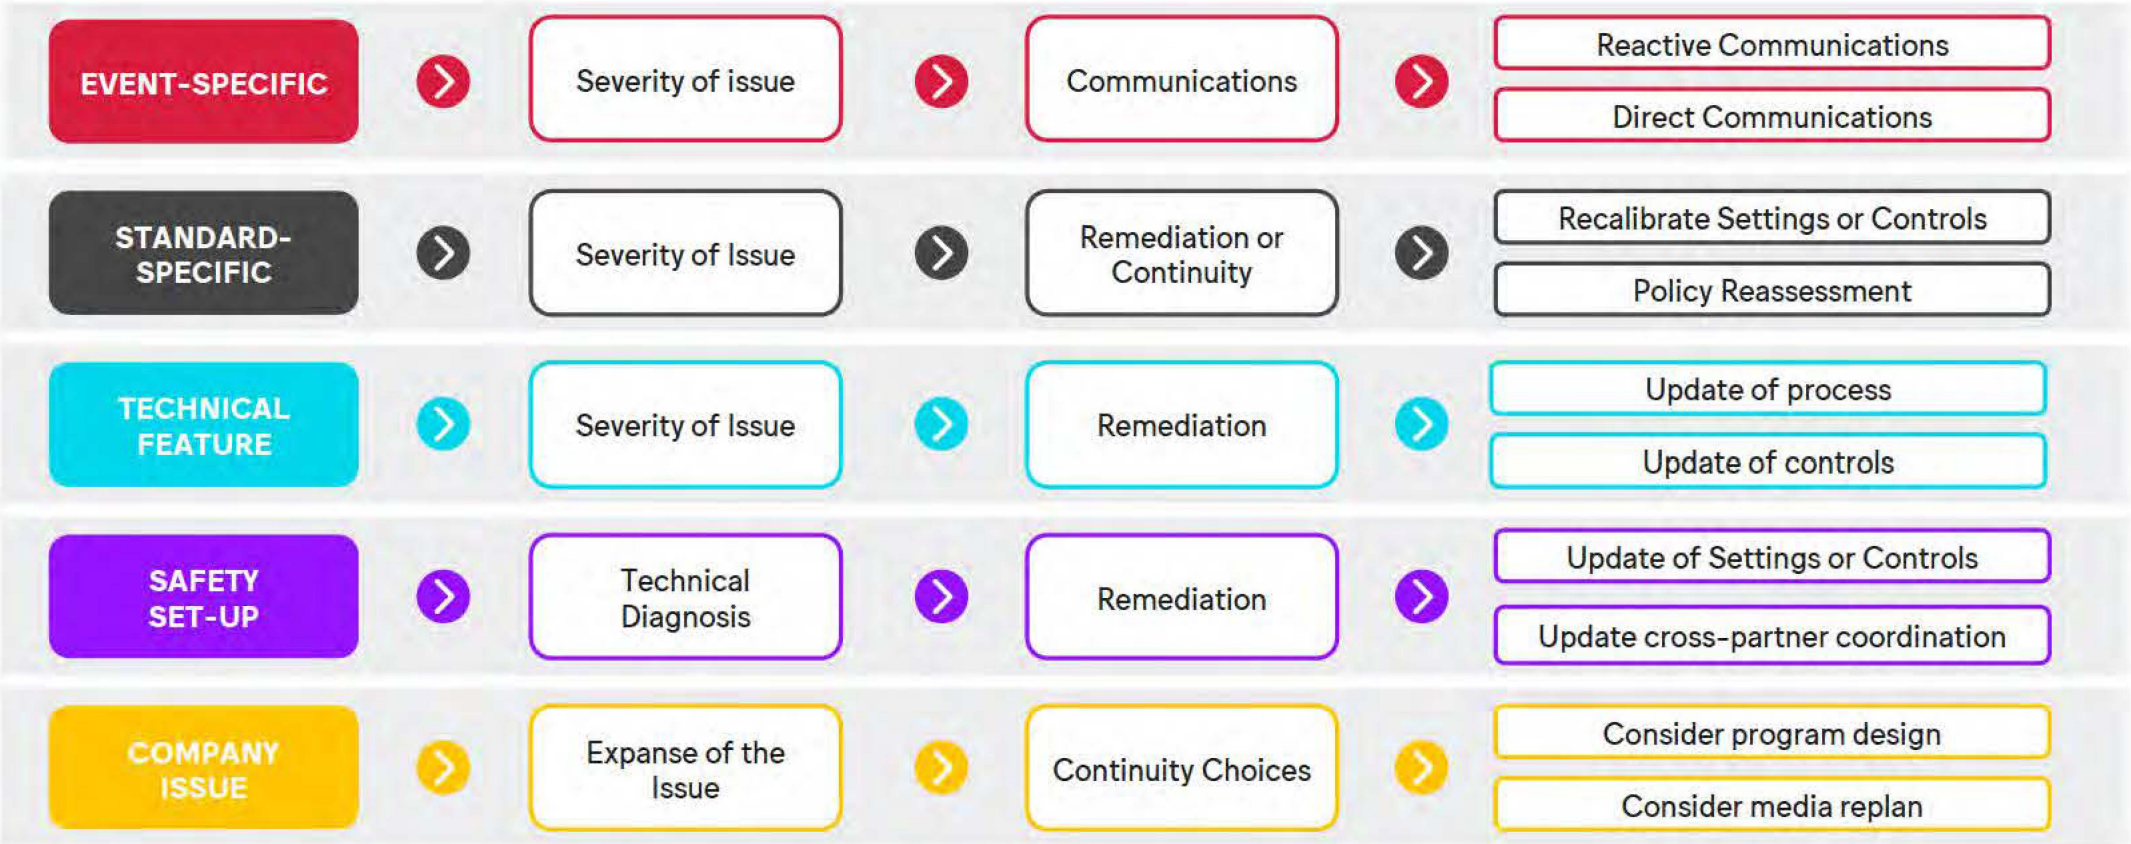 EVENT-SPECIFIC
Severity of issue
Communications
Reactive Communications
Direct Communications
STANDARD-
SPECIFIC
Severity of Issue
Remediation or
Continuity
Recalibrate Settings or Controls
Policy Reassessment
TECHNICAL
FEATURE
Severity of Issue
Remediation
Update of process
Update of controls
SAFETY
SET-UP
Technical
Diagnosis
Remediation
Update of Settings or Controls
Update cross-partner coordination
COMPANY
ISSUE
Expanse of the
Issue
Continuity Choices
Consider program design
Consider media replan